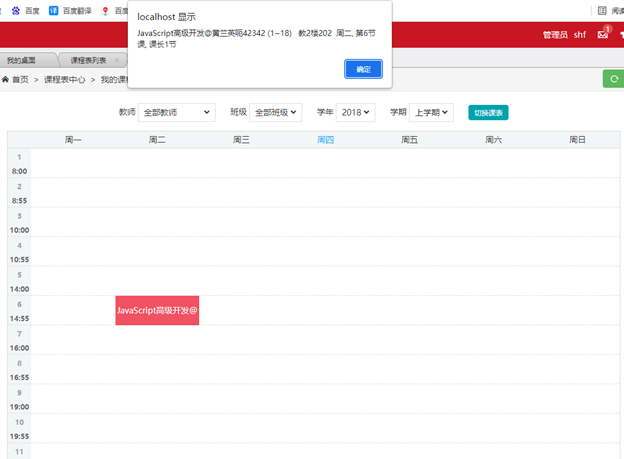 百度 译 百度翻译 百度
阅读
localhost 显示
JavaScript高级开发@黄兰英呃42342 (1~18) 教2楼202 周二, 第6节
课, 课长1节
确定
管理员 shf 1
我的桌面 课程表列表 ×
首页 > 课程表中心 > 我的课程
教师 全部教师 班级 全部班级 学年 2018 学期 上学期 切换课表
周一 周二 周三 周四 周五 周六 周日
1
8:00
2
8:55
3
10:00
4
10:55
5
14:00
6
14:55
JavaScript高级开发@
7
16:00
8
16:55
9
19:00
10
19:55
11